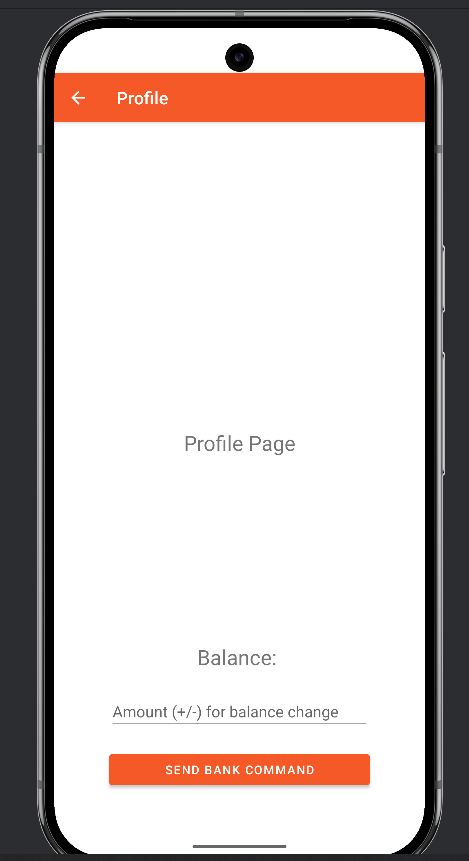 Profile
Profile Page
Balance:
Amount (+/-) for balance change
SEND BANK COMMAND